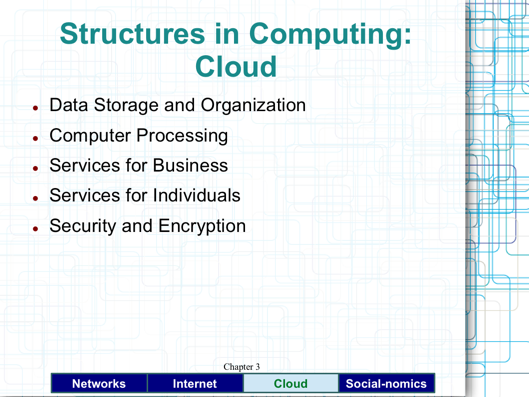 Structures in Computing:
Cloud
Data Storage and Organization
Computer Processing
Services for Business
Services for Individuals
Security and Encryption
Chapter 3
Networks
Internet
Cloud
Social-nomics